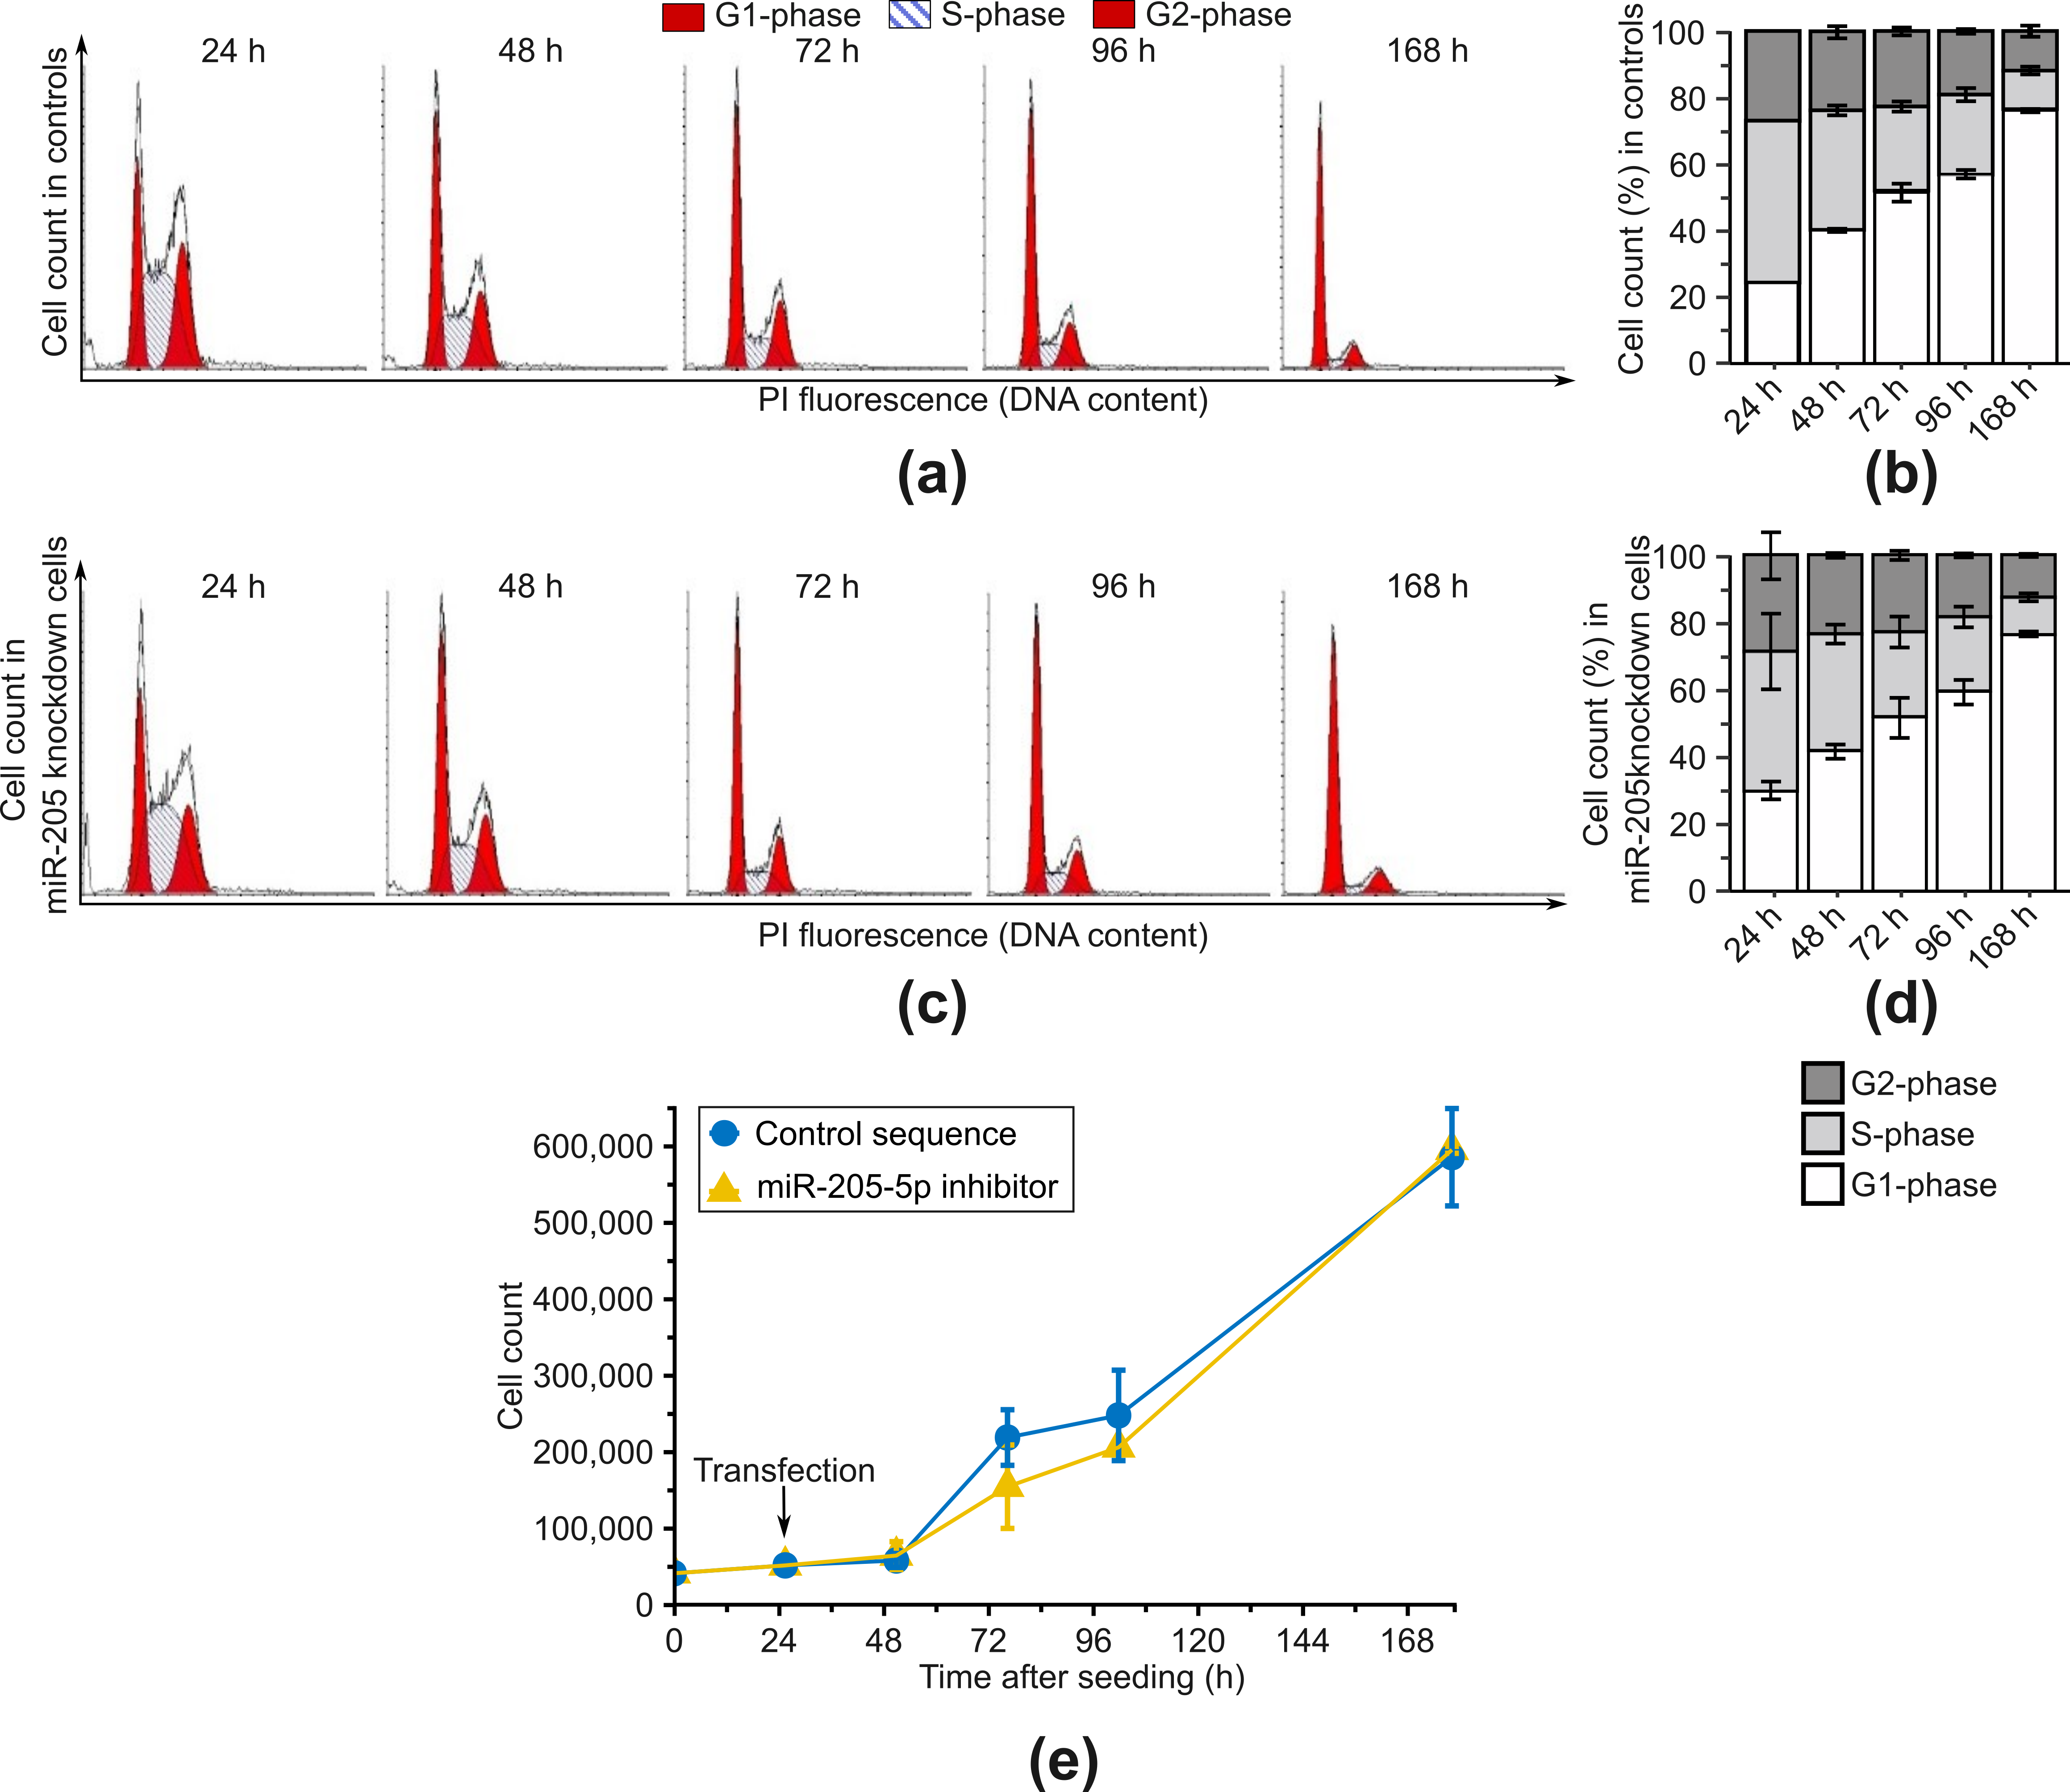 G1-phase S-phase G2-phase
24 h 48 h 72 h 96 h 168 h
Cell count in controls
PI fluorescence (DNA content)
(a)
Cell count (%) in controls
100
80
60
40
20
0
24 h 48 h 72 h 96 h 168 h
(b)
24 h 48 h 72 h 96 h 168 h
Cell count in
miR-205 knockdown cells
PI fluorescence (DNA content)
(c)
Cell count (%) in
miR-205knockdown cells
100
80
60
40
20
0
24 h 48 h 72 h 96 h 168 h
(d)
G2-phase
S-phase
G1-phase
Control sequence
miR-205-5p inhibitor
Cell count
600,000
500,000
400,000
300,000
200,000
100,000
0
Transfection
0 24 48 72 96 120 144 168
Time after seeding (h)
(e)